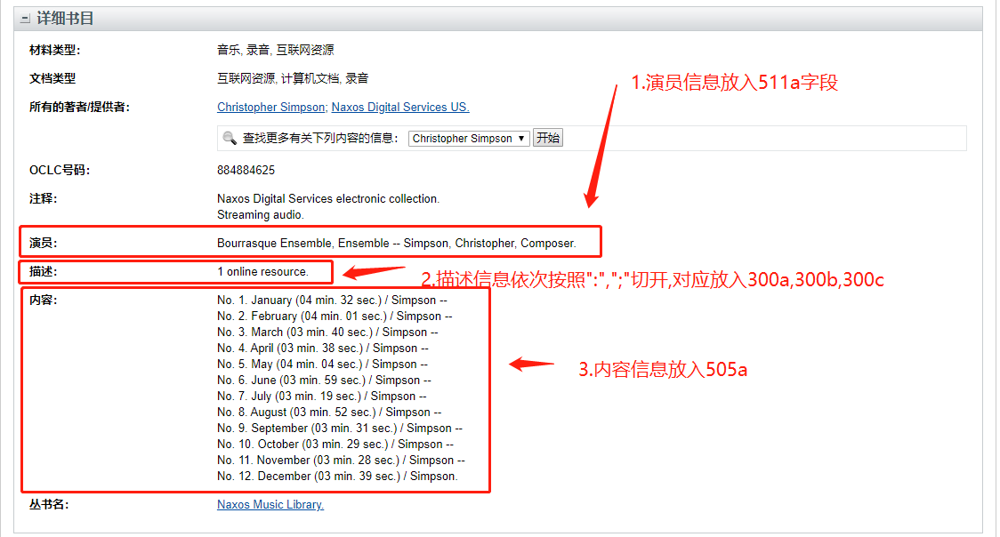 详细书目
材料类型: 音乐, 录音, 互联网资源
文档类型 互联网资源, 计算机文档, 录音
1.演员信息放入511a字段
所有的著者/提供者: Christopher Simpson; Naxos Digital Services US.
查找更多有关下列内容的信息: Christopher Simpson 开始
OCLC号码: 884884625
注释: Naxos Digital Services electronic collection.
Streaming audio.
演员: Bourrasque Ensemble, Ensemble -- Simpson, Christopher, Composer.
描述: 1 online resource.
2.描述信息依次按照":",";"切开,对应放入300a,300b,300c
内容: No. 1. January (04 min. 32 sec.) / Simpson --
No. 2. February (04 min. 01 sec.) / Simpson --
No. 3. March (03 min. 40 sec.) / Simpson --
No. 4. April (03 min. 38 sec.) / Simpson --
No. 5. May (04 min. 04 sec.) / Simpson --
3.内容信息放入505a
No. 6. June (03 min. 59 sec.) / Simpson --
No. 7. July (03 min. 19 sec.) / Simpson --
No. 8. August (03 min. 52 sec.) / Simpson --
No. 9. September (03 min. 31 sec.) / Simpson --
No. 10. October (03 min. 29 sec.) / Simpson --
No. 11. November (03 min. 28 sec.) / Simpson --
No. 12. December (03 min. 39 sec.) / Simpson.
丛书名: Naxos Music Library.